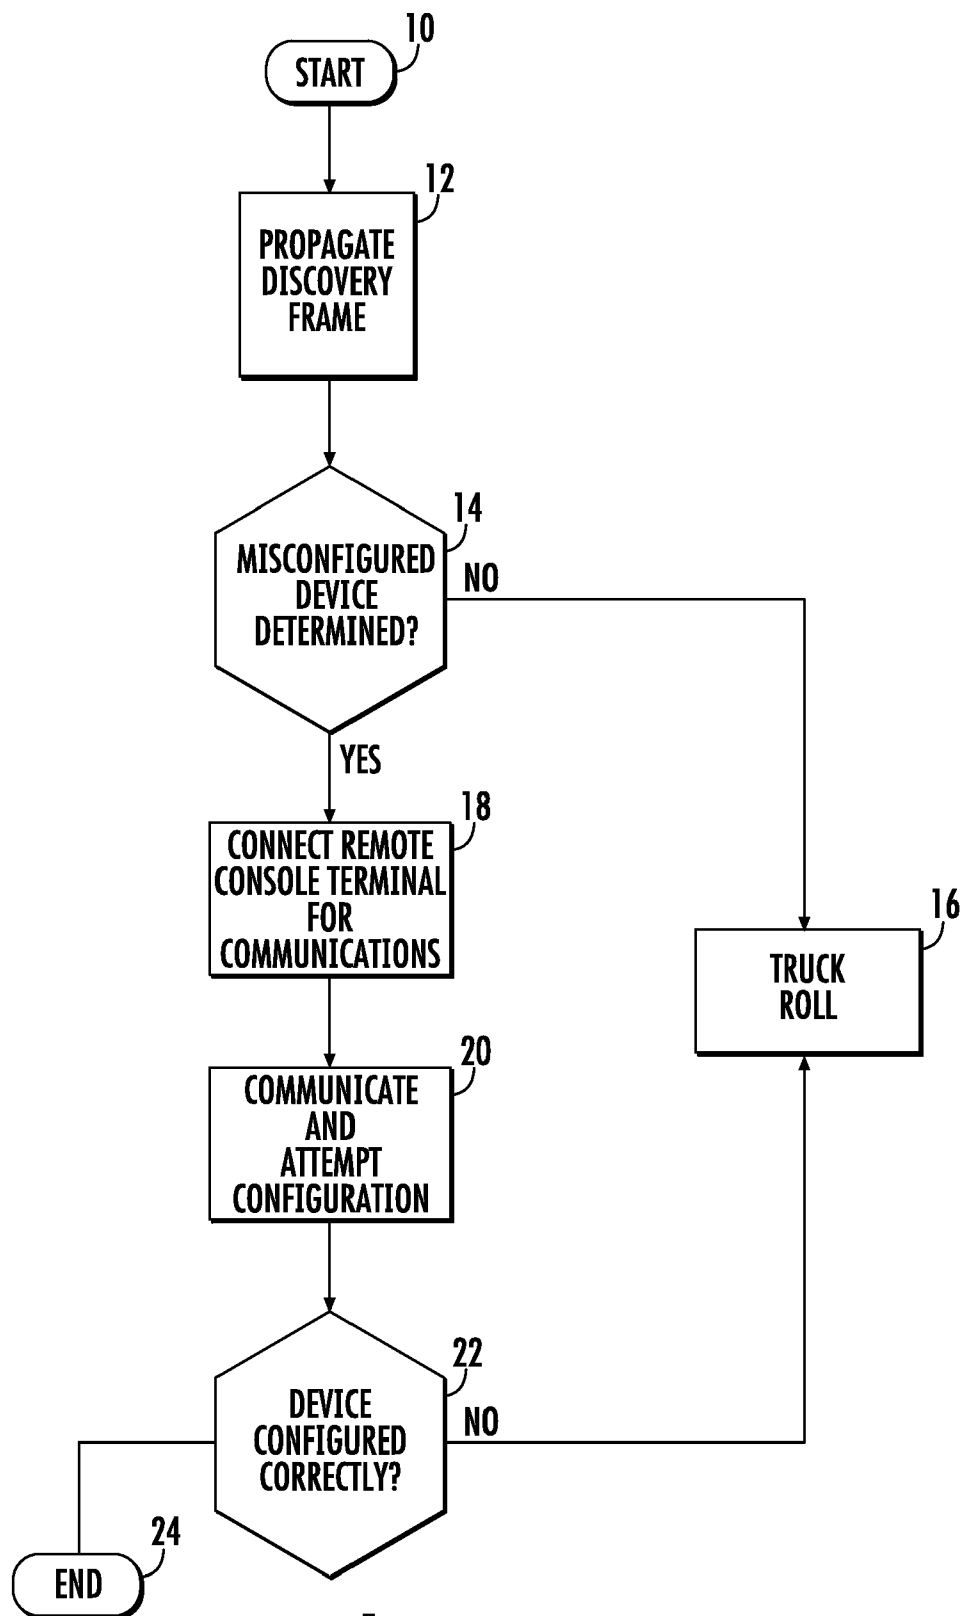 10
START
12
PROPAGATE
DISCOVERY
FRAME
14
MISCONFIGURED
DEVICE
DETERMINED?
NO
YES
18
CONNECT REMOTE
CONSOLE TERMINAL
FOR
COMMUNICATIONS
16
TRUCK
ROLL
20
COMMUNICATE
AND
ATTEMPT
CONFIGURATION
22
DEVICE
CONFIGURED
CORRECTLY?
NO
24
END